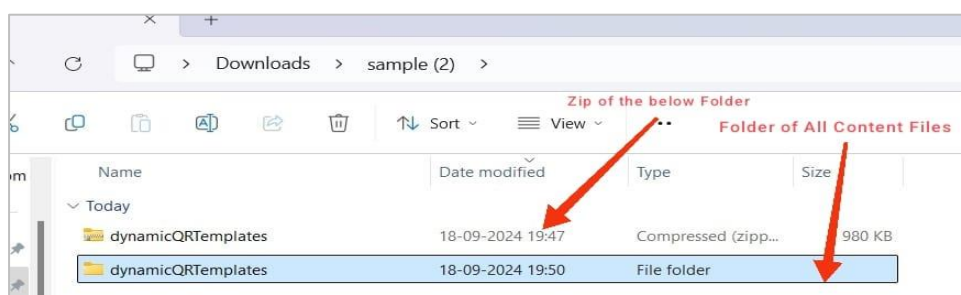 Downloads > sample (2) >
Zip of the below Folder
Sort View ••
Folder of All Content Files
Name Date modified Type Size
Today
dynamicQRTemplates 18-09-2024 19:47 Compressed (zipp... 980 KB
dynamicQRTemplates 18-09-2024 19:50 File folder